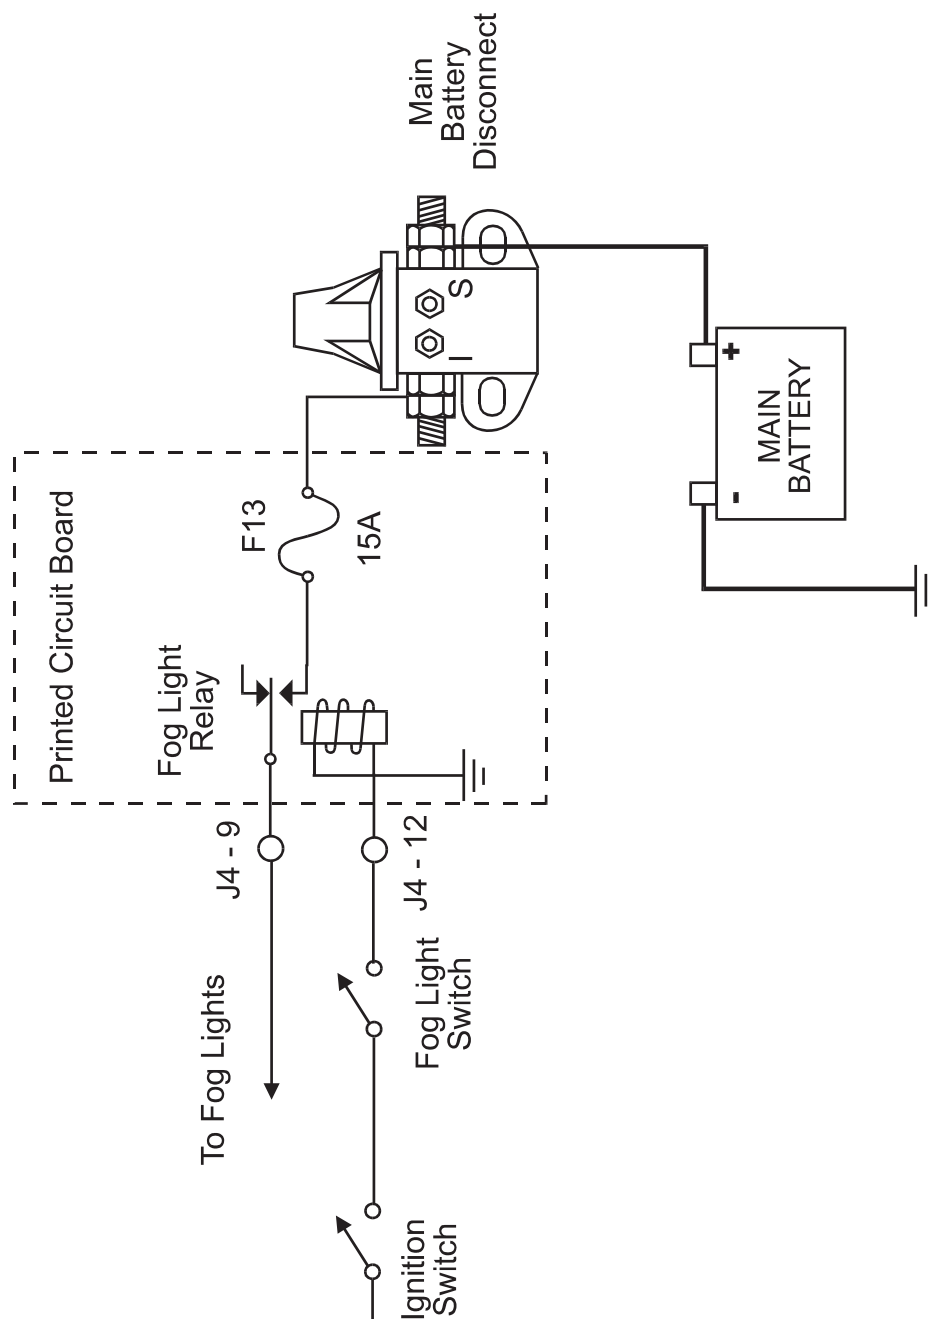 Main
Battery
Disconnect
S
I
Printed Circuit Board
F13
15A
Fog Light
Relay
+
-
MAIN
BATTERY
J4 - 9
J4 - 12
To Fog Lights
Fog Light
Switch
Ignition
Switch